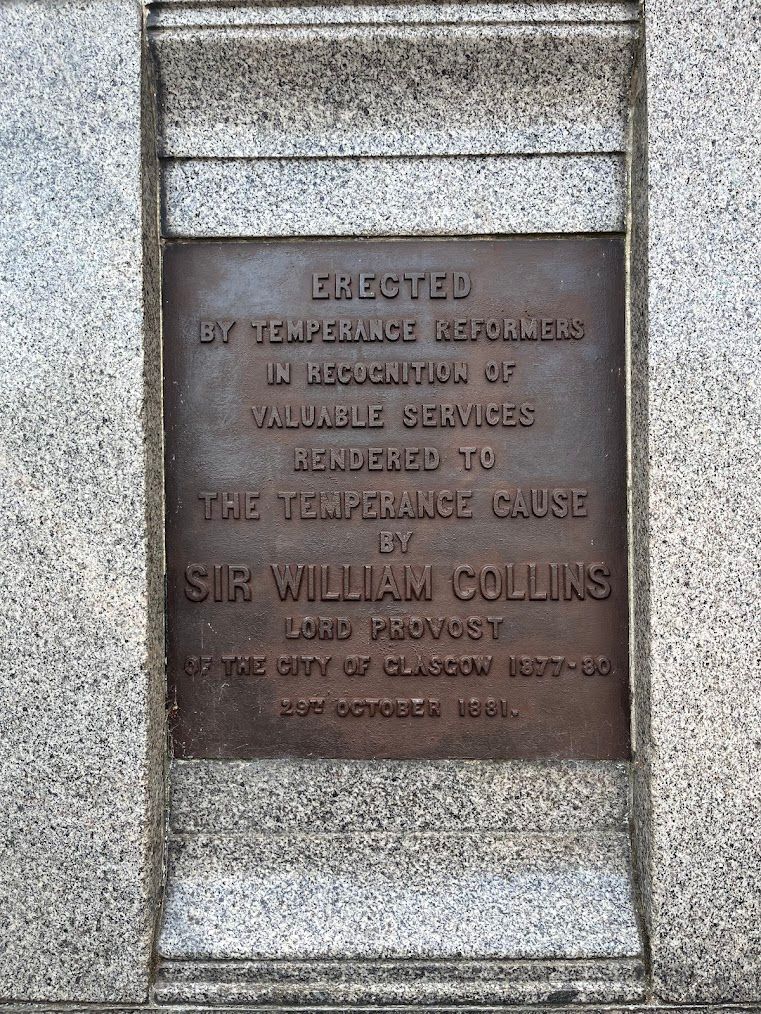 ERECTED
BY TEMPERANCE REFORMERS
IN RECOGNITION OF
VALUABLE SERVICES
RENDERED TO
THE TEMPERANCE CAUSE
BY
SIR WILLIAM COLLINS
LORD PROVOST
OF THE CITY OF GLASGOW 1877-80
29TH OCTOBER 1881.